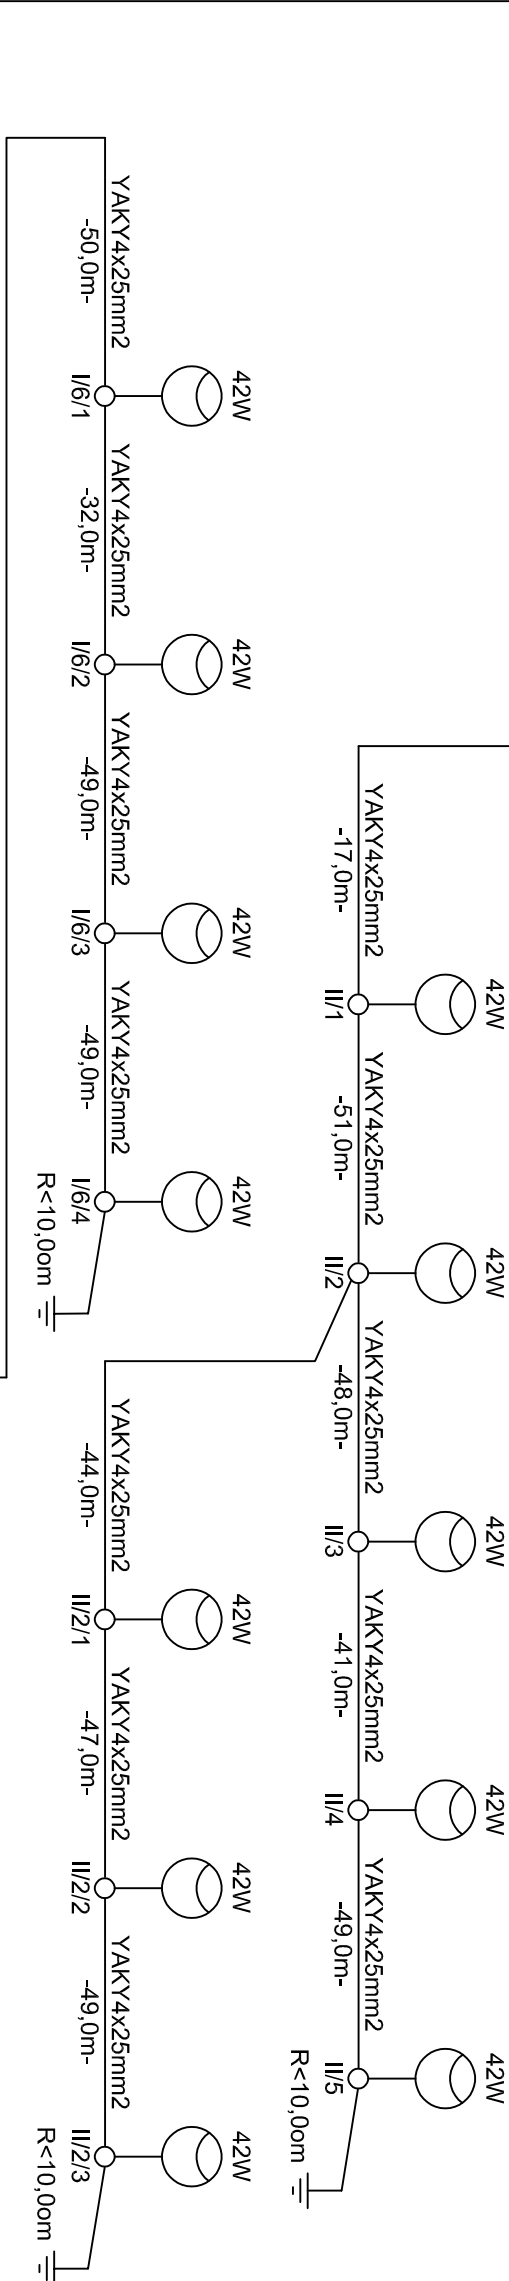 42W
42W
42W
42W
42W
II/1
II/2
II/3
II/4
II/5
YAKY4x25mm2
-17,0m-
YAKY4x25mm2
-51,0m-
YAKY4x25mm2
-48,0m-
YAKY4x25mm2
-41,0m-
YAKY4x25mm2
-49,0m-
R<10,0om
42W
42W
42W
42W
YAKY4x25mm2
-50,0m-
I/6/1
YAKY4x25mm2
-32,0m-
I/6/2
YAKY4x25mm2
-49,0m-
I/6/3
YAKY4x25mm2
-49,0m-
I/6/4
R<10,0om
42W
42W
42W
YAKY4x25mm2
-44,0m-
II/2/1
YAKY4x25mm2
-47,0m-
II/2/2
YAKY4x25mm2
-49,0m-
II/2/3
R<10,0om